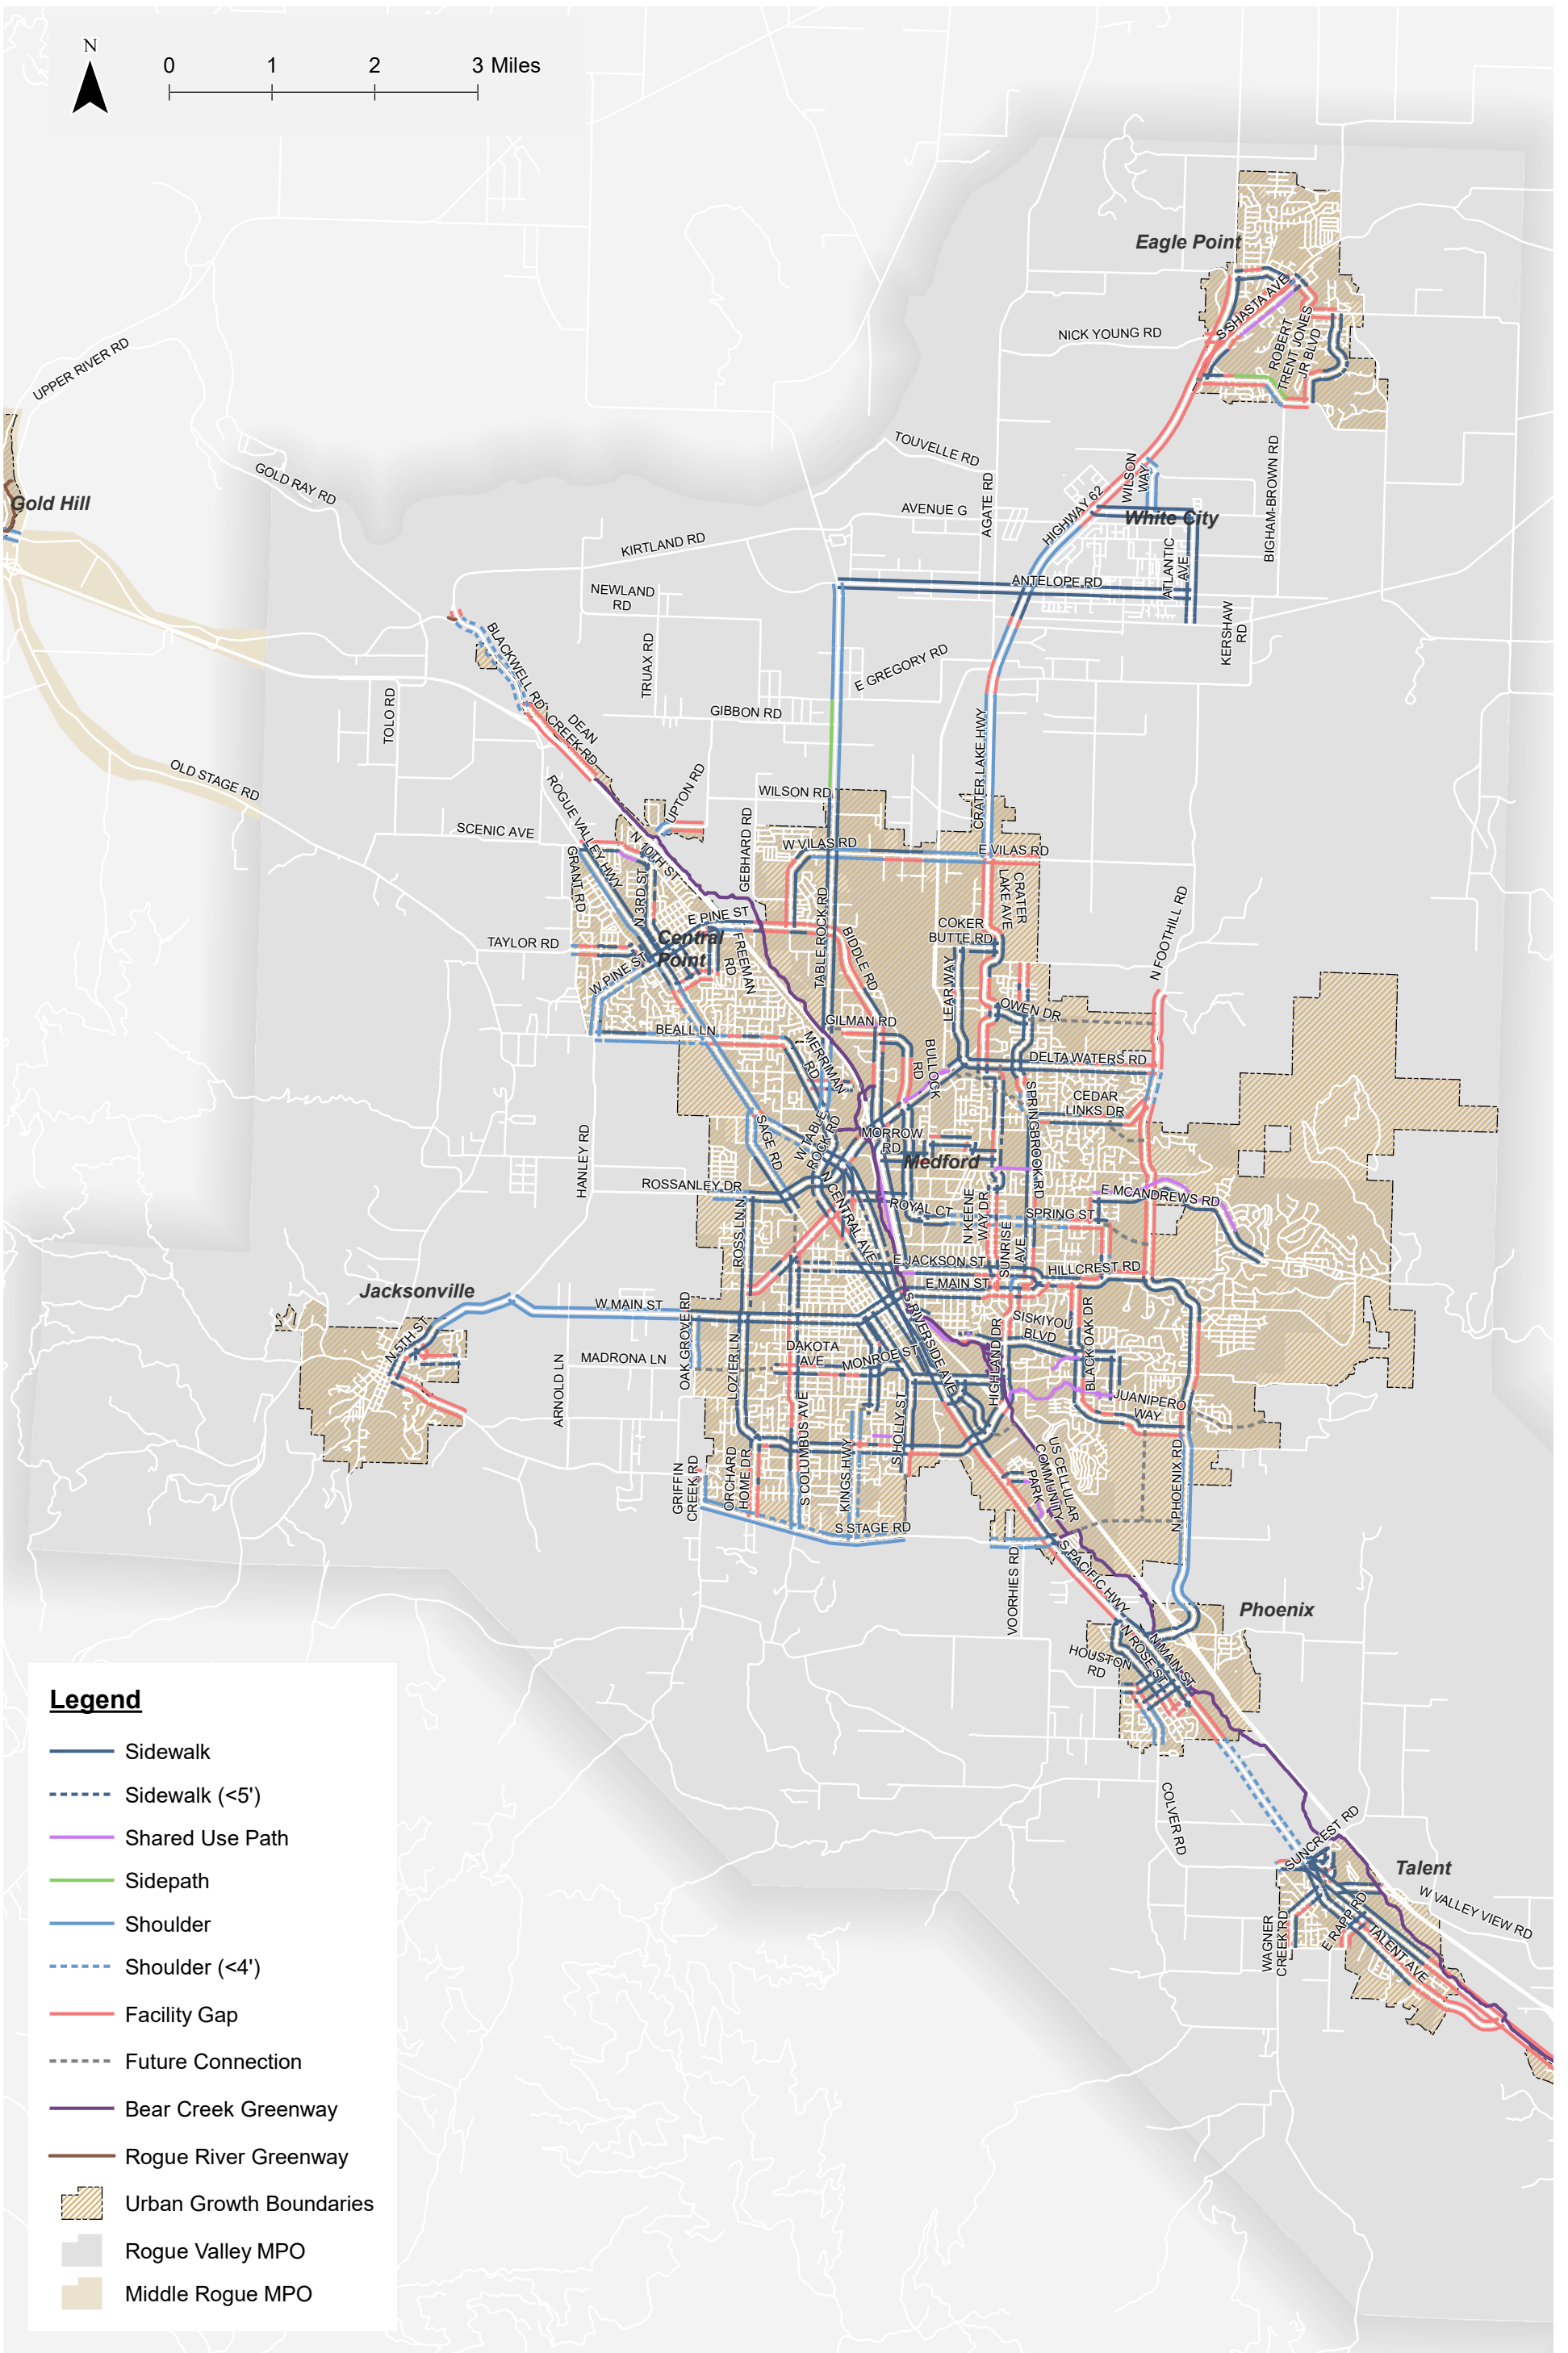 N
0 1 2 3 Miles
Eagle Point
S SHASTA AVE
NICK YOUNG RD
ROBERT
TRENT JONES
JR BLVD
UPPER RIVER RD
TOUVELLE RD
GOLD RAY RD
Gold Hill
WILSON
WAY
BIGHAM-BROWN RD
AGATE RD
HIGHWAY 62
AVENUE G
White City
KIRTLAND RD
ATLANTIC
AVE
ANTELOPE RD
NEWLAND
RD
KERSHAW
RD
BLACKWELL RD
TRUAX RD
E GREGORY RD
TOLO RD
DEAN
CREEK RD
GIBBON RD
CRATER LAKE HWY
OLD STAGE RD
ROGUE VALLEY HWY
UPTON RD
WILSON RD
SCENIC AVE
N 10TH ST
GEBHARD RD
W VILAS RD
E VILAS RD
GRANT RD
N 3RD ST
TABLE ROCK RD
CRATER
LAKE AVE
E PINE ST
COKER
BUTTE RD
N FOOTHILL RD
TAYLOR RD
Central
Point
FREEMAN
RD
BIDDLE RD
W PINE ST
LEAR WAY
OWEN DR
GILMAN RD
BEALL LN
MERRIMAN
RD
BULLOCK
RD
DELTA WATERS RD
CEDAR
LINKS DR
SPRINGBROOK RD
SAGE RD
W TABLE
ROCK RD
MORROW
RD
Medford
HANLEY RD
ROSSANLEY DR
E MCANDREWS RD
N CENTRAL AVE
ROYAL CT
N KEENE
WAY DR
SPRING ST
ROSS LN N
SUNRISE
AVE
E JACKSON ST
HILLCREST RD
E MAIN ST
Jacksonville
W MAIN ST
OAK GROVE RD
S RIVERSIDE AVE
SISKIYOU
BLVD
BLACK OAK DR
N 5TH ST
MADRONA LN
LOZIER LN
DAKOTA
AVE
MONROE ST
HIGHLAND DR
ARNOLD LN
S COLUMBUS AVE
S HOLLY ST
JUANIPERO
WAY
GRIFFIN
CREEK RD
ORCHARD
HOME DR
KINGS HWY
US CELLULAR
COMMUNITY
PARK
N PHOENIX RD
S STAGE RD
S PACIFIC HWY
VOORHIES RD
Phoenix
HOUSTON
RD
N ROSE ST
N MAIN ST
COLVER RD
SUNCREST RD
Talent
W VALLEY VIEW RD
WAGNER
CREEK RD
E RAPP RD
TALENT AVE
Legend
Sidewalk
Sidewalk (<5')
Shared Use Path
Sidepath
Shoulder
Shoulder (<4')
Facility Gap
Future Connection
Bear Creek Greenway
Rogue River Greenway
Urban Growth Boundaries
Rogue Valley MPO
Middle Rogue MPO